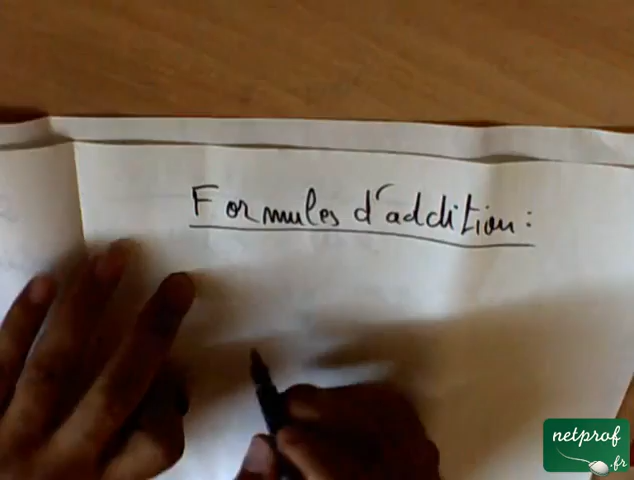 Formules d'addition :
netprof
.fr